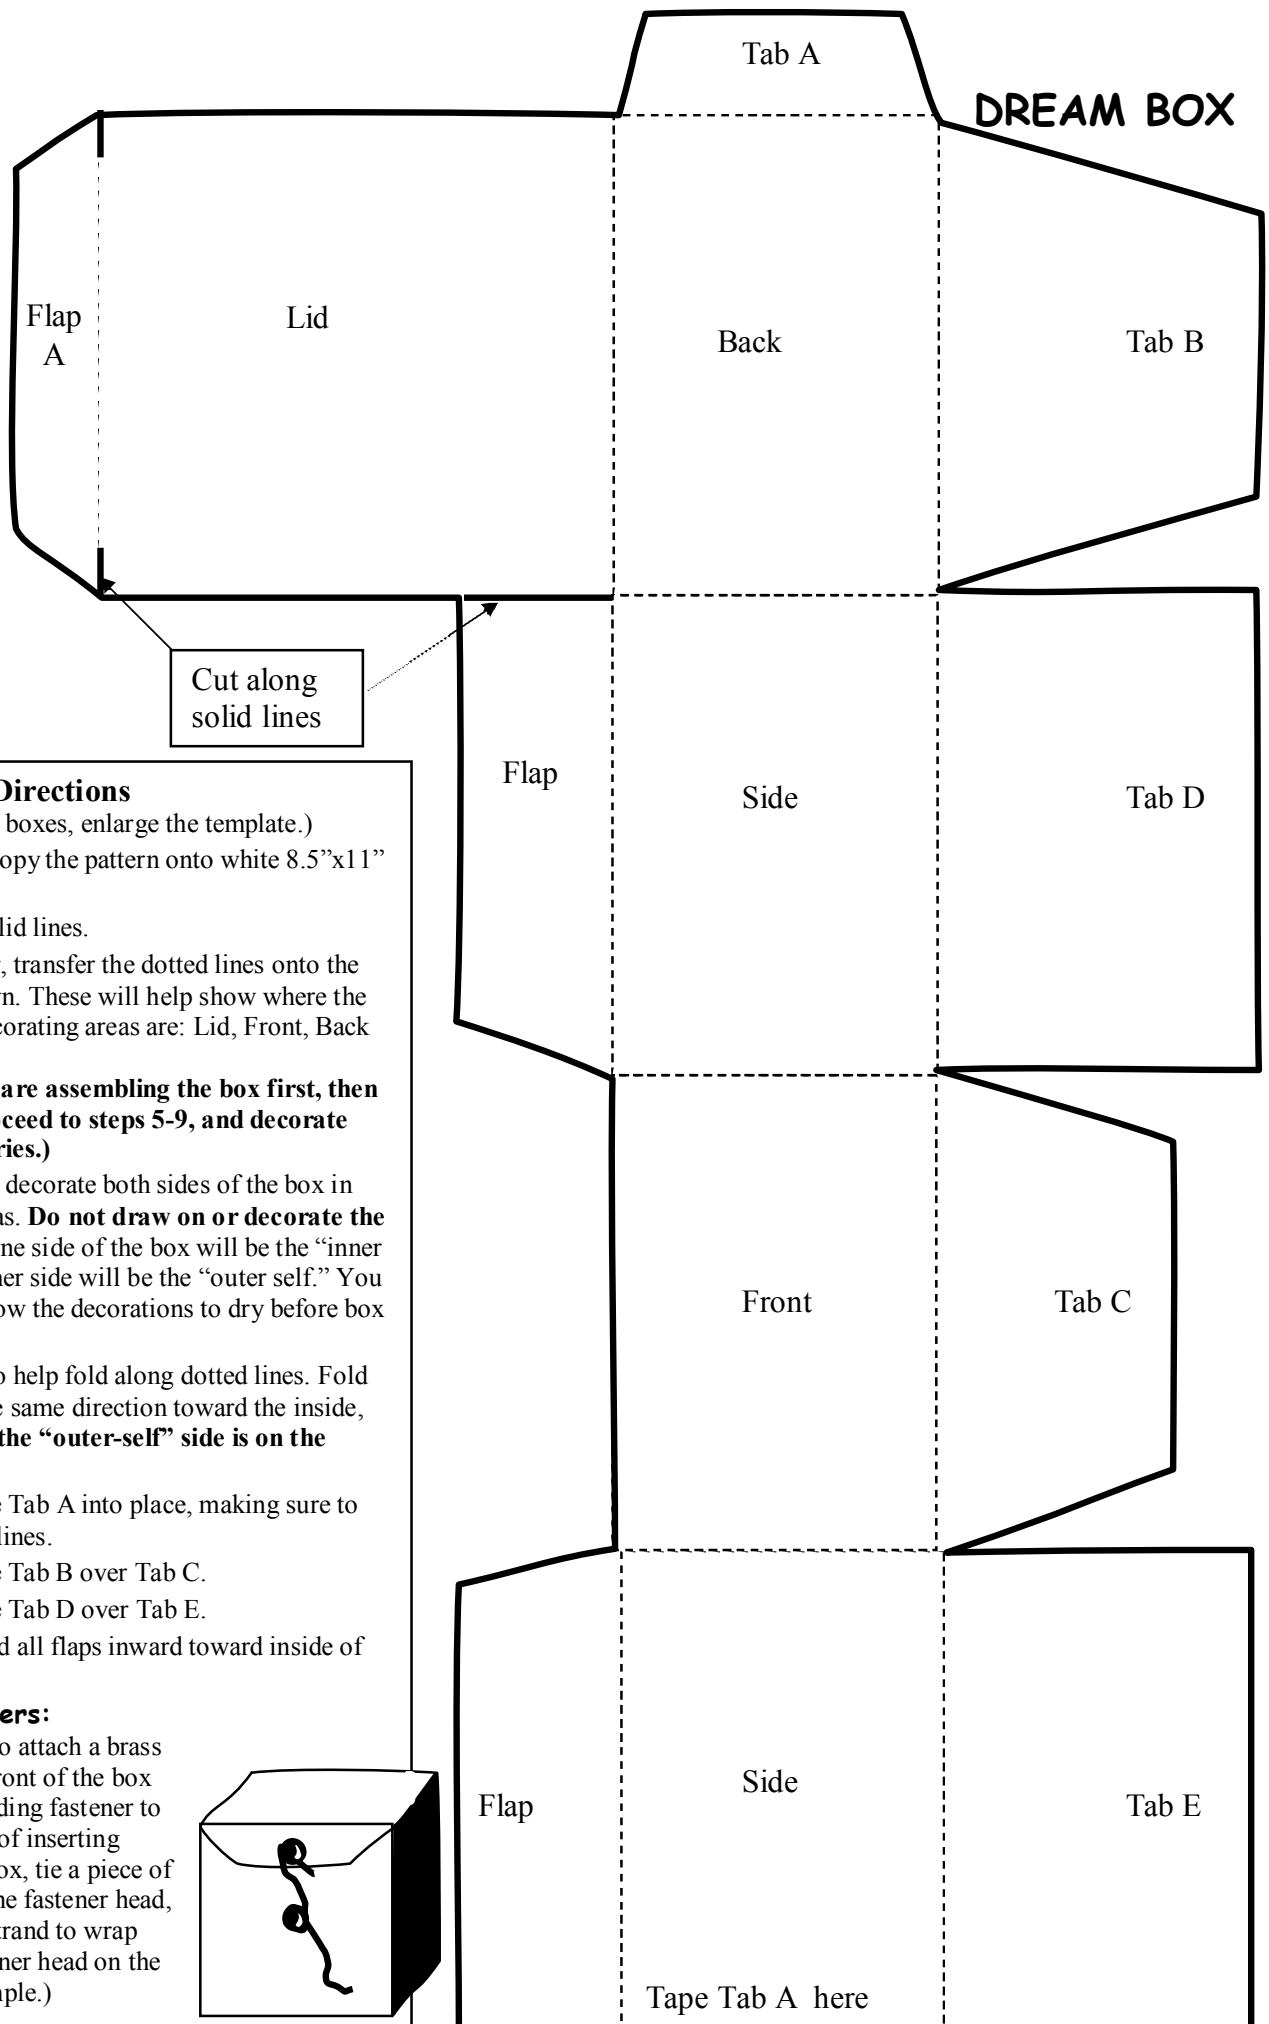 Tab A
DREAM BOX
Flap
A
Lid
Back
Tab B
Cut along
solid lines
Flap
Side
Tab D
Directions
boxes, enlarge the template.)
opy the pattern onto white 8.5”x11”
lid lines.
, transfer the dotted lines onto the
n. These will help show where the
corating areas are: Lid, Front, Back
are assembling the box first, then
ceed to steps 5-9, and decorate
ries.)
decorate both sides of the box in
as. Do not draw on or decorate the
ne side of the box will be the “inner
ner side will be the “outer self.” You
ow the decorations to dry before box
o help fold along dotted lines. Fold
e same direction toward the inside,
the “outer-self” side is on the
e Tab A into place, making sure to
lines.
e Tab B over Tab C.
e Tab D over Tab E.
d all flaps inward toward inside of
ers:
o attach a brass
ront of the box
ding fastener to
of inserting
ox, tie a piece of
he fastener head,
trand to wrap
ner head on the
ple.)
Front
Tab C
Flap
Side
Tab E
Tape Tab A here